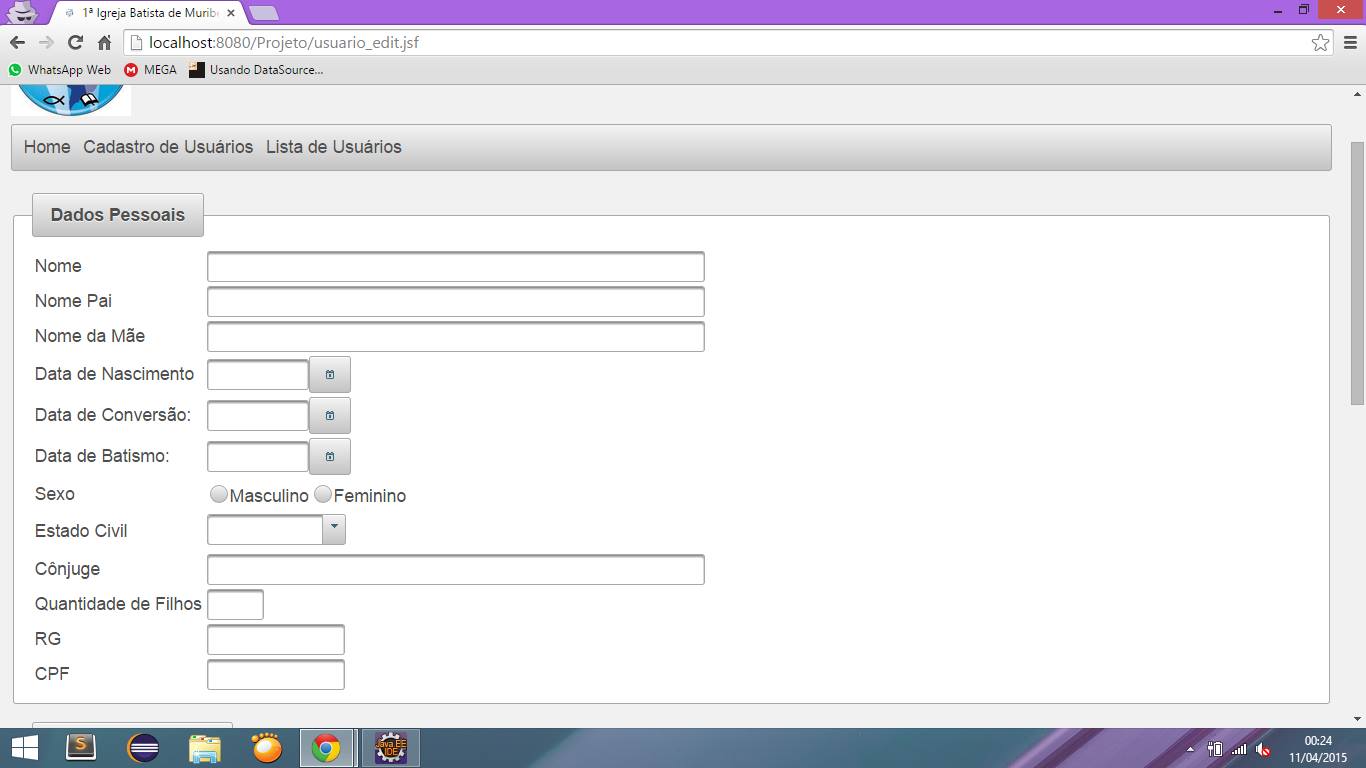 1ª Igreja Batista de Muribe
localhost:8080/Projeto/usuario_edit.jsf
WhatsApp Web MEGA Usando DataSource...
Home Cadastro de Usuários Lista de Usuários
Dados Pessoais
Nome
Nome Pai
Nome da Mãe
Data de Nascimento
Data de Conversão:
Data de Batismo:
Sexo Masculino Feminino
Estado Civil
Cônjuge
Quantidade de Filhos
RG
CPF
Java EE
IDE
00:24
11/04/2015